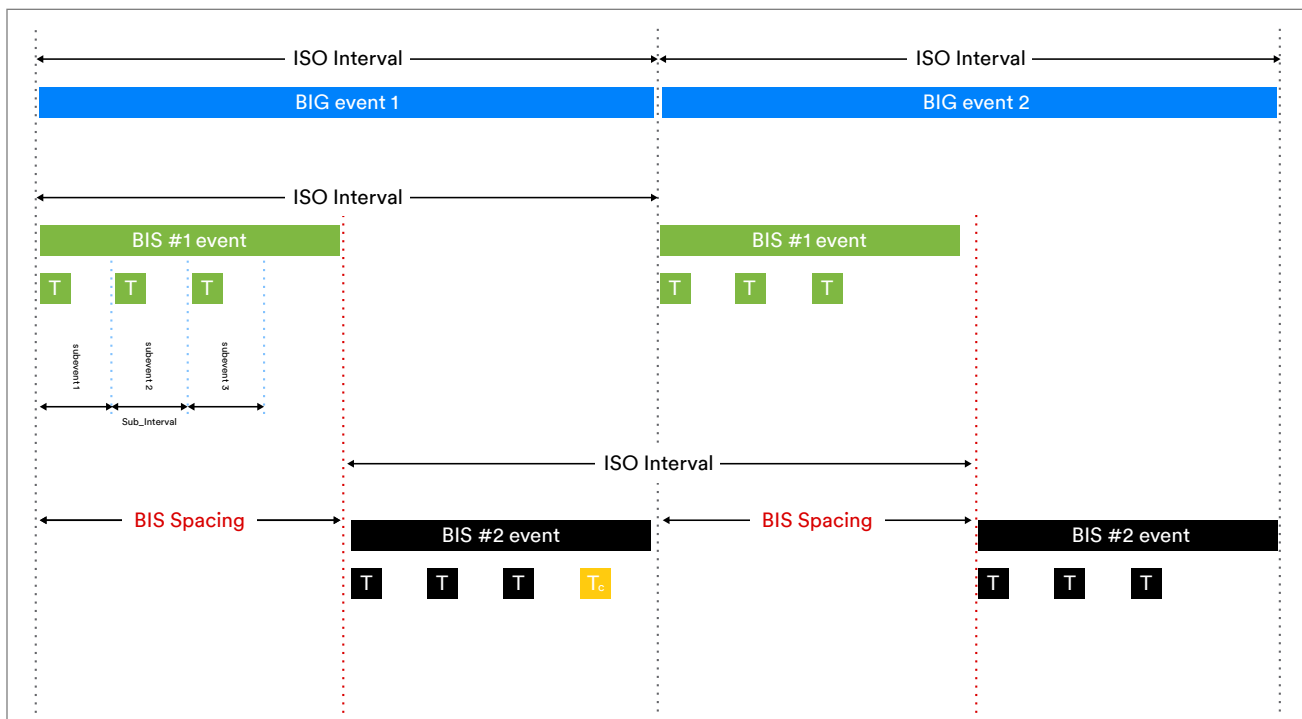 ISO Interval
ISO Interval
BIG event 1
BIG event 2
ISO Interval
BIS #1 event
BIS #1 event
T
T
T
T
T
T
subevent 1
subevent 2
subevent 3
Sub_Interval
ISO Interval
BIS Spacing
BIS Spacing
BIS #2 event
BIS #2 event
T
T
T
Tc
T
T
T